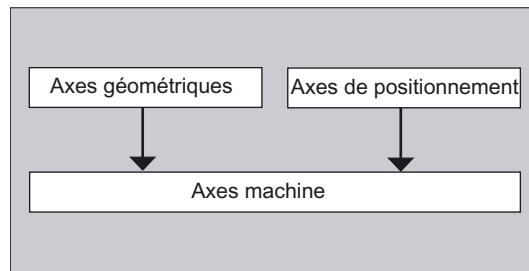 Axes géométriques
Axes de positionnement
Axes machine